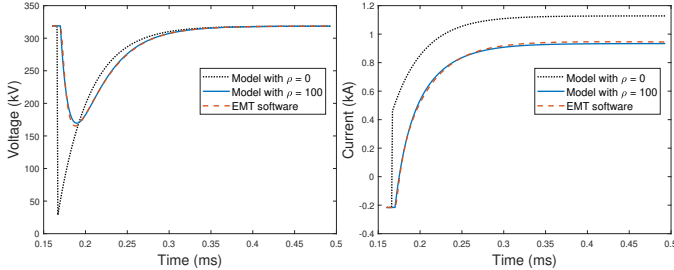 350
300
250
200
150
100
50
0
Voltage (kV)
Model with ρ = 0
Model with ρ = 100
EMT software
0.15 0.2 0.25 0.3 0.35 0.4 0.45 0.5
Time (ms)
1.2
1
0.8
0.6
0.4
0.2
0
-0.2
-0.4
Current (kA)
Model with ρ = 0
Model with ρ = 100
EMT software
0.15 0.2 0.25 0.3 0.35 0.4 0.45 0.5
Time (ms)